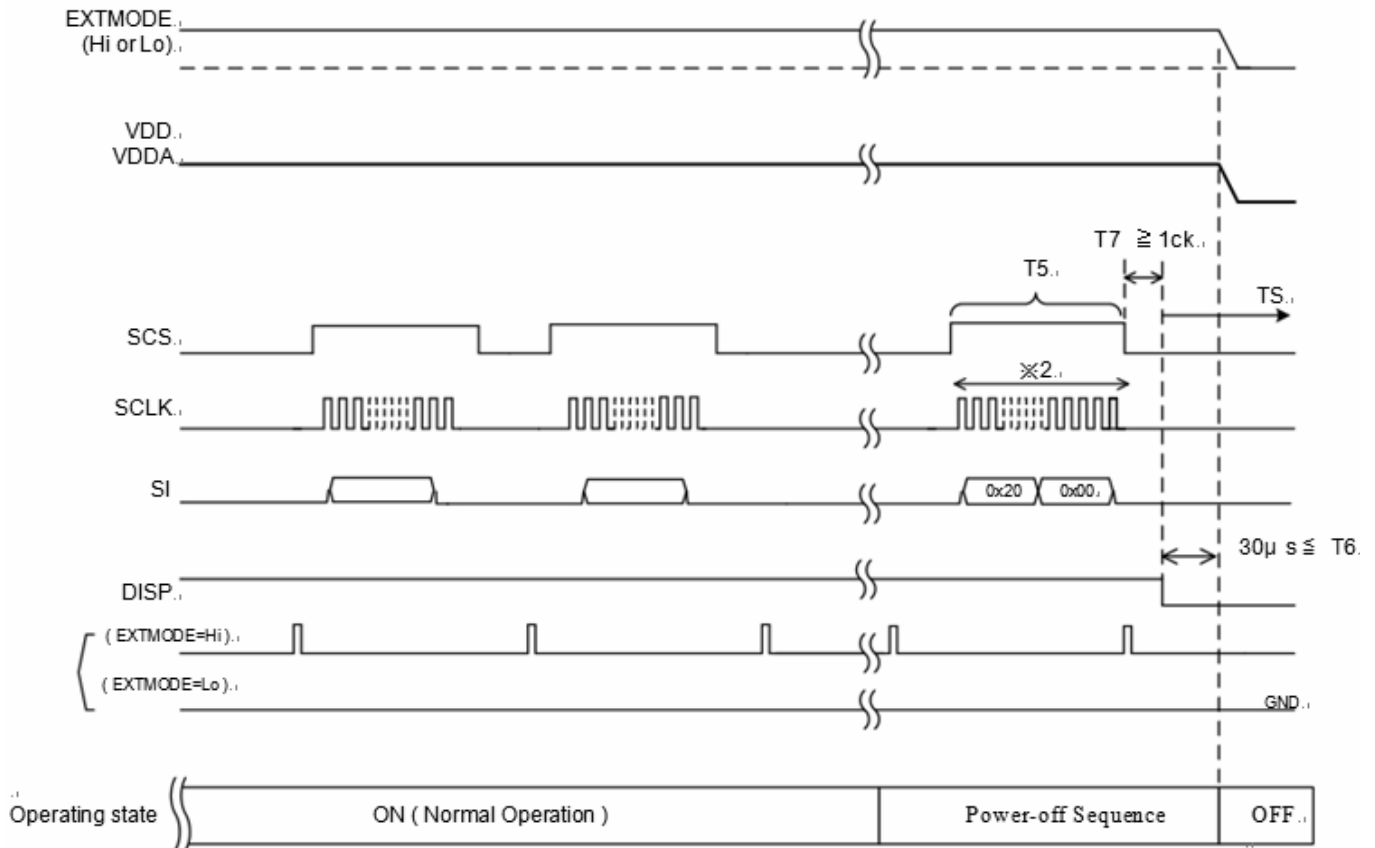 EXTMODE.
(Hi or Lo).
VDD.
VDDA.
T7 ≧ 1ck.
T5.
TS.
SCS.
※2.
SCLK.
SI
0x20
0x00
30μ s ≦ T6.
DISP.
( EXTMODE=Hi).
( EXTMODE=Lo).
GND.
Operating state
ON ( Normal Operation )
Power-off Sequence
OFF